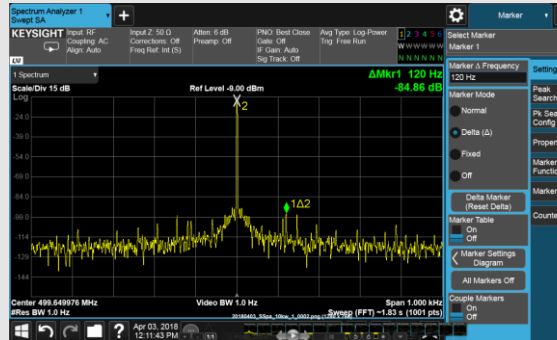 Spectrum Analyzer 1
Swept SA
Marker
KEYSIGHT
Input: RF
Coupling: AC
Align: Auto
Input Z: 50 Ω
Corrections: Off
Freq Ref: Int (S)
Atten: 6 dB
Preamp: Off
PNO: Best Close
Gate: Off
IF Gain: Auto
Sig Track: Off
Avg Type: Log-Power
Trig: Free Run
1 2 3 4 5 6
W W W W W W
N N N N N N
Select Marker
Marker 1
LXI
1 Spectrum
ΔMkr1 120 Hz
Scale/Div 15 dB
Ref Level -9.00 dBm
-84.86 dB
Log
-24.0
-39.0
-54.0
-69.0
-84.0
-99.0
-114
-129
-144
2
1Δ2
Marker Δ Frequency
120 Hz
Marker Mode
Normal
Delta (Δ)
Fixed
Off
Delta Marker
(Reset Delta)
Marker Table
On
Off
Marker Settings
Diagram
All Markers Off
Couple Markers
On
Off
Setting
Peak
Search
Pk Sea
Config
Proper
Marker
Functio
Marker
Counte
Center 499.649976 MHz
#Res BW 1.0 Hz
Video BW 1.0 Hz
Span 1.000 kHz
Sweep (FFT) ~1.83 s (1001 pts)
Apr 03, 2018
12:11:43 PM